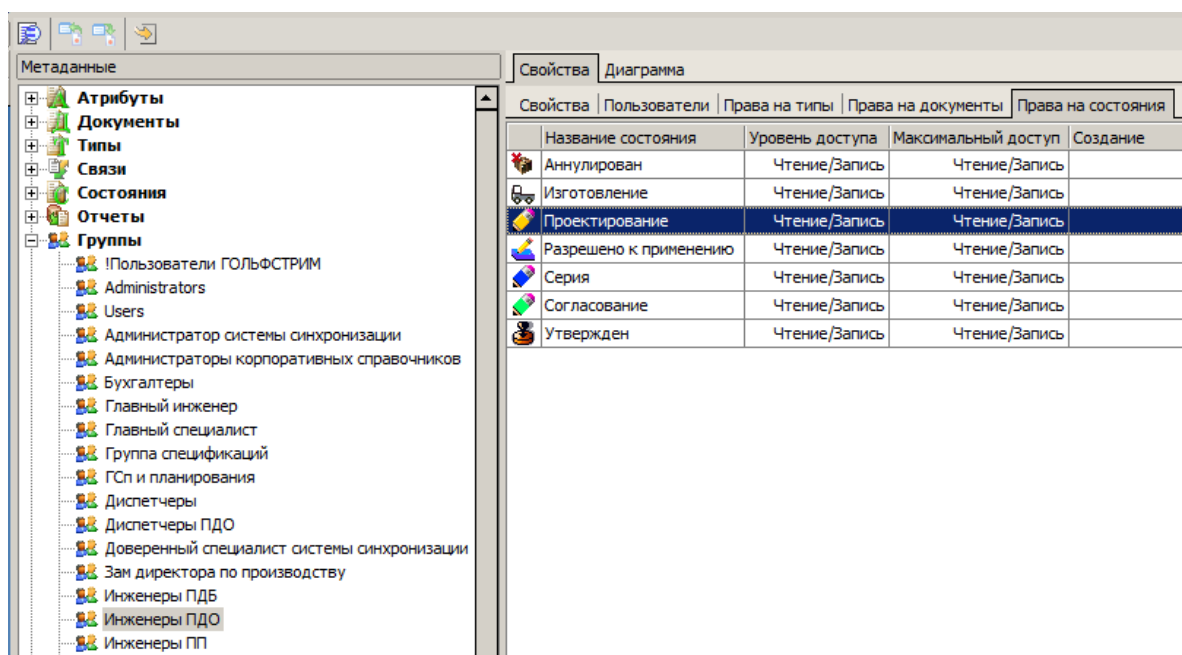 Метаданные
Атрибуты
Документы
Типы
Связи
Состояния
Отчеты
Группы
!Пользователи ГОЛЬФСТРИМ
Administrators
Users
Администратор системы синхронизации
Администраторы корпоративных справочников
Бухгалтеры
Главный инженер
Главный специалист
Группа спецификаций
ГСп и планирования
Диспетчеры
Диспетчеры ПДО
Доверенный специалист системы синхронизации
Зам директора по производству
Инженеры ПДБ
Инженеры ПДО
Инженеры ПП
Свойства Диаграмма
Свойства Пользователи Права на типы Права на документы Права на состояния
Название состояния Уровень доступа Максимальный доступ Создание
Аннулирован Чтение/Запись Чтение/Запись
Изготовление Чтение/Запись Чтение/Запись
Проектирование Чтение/Запись Чтение/Запись
Разрешено к применению Чтение/Запись Чтение/Запись
Серия Чтение/Запись Чтение/Запись
Согласование Чтение/Запись Чтение/Запись
Утвержден Чтение/Запись Чтение/Запись